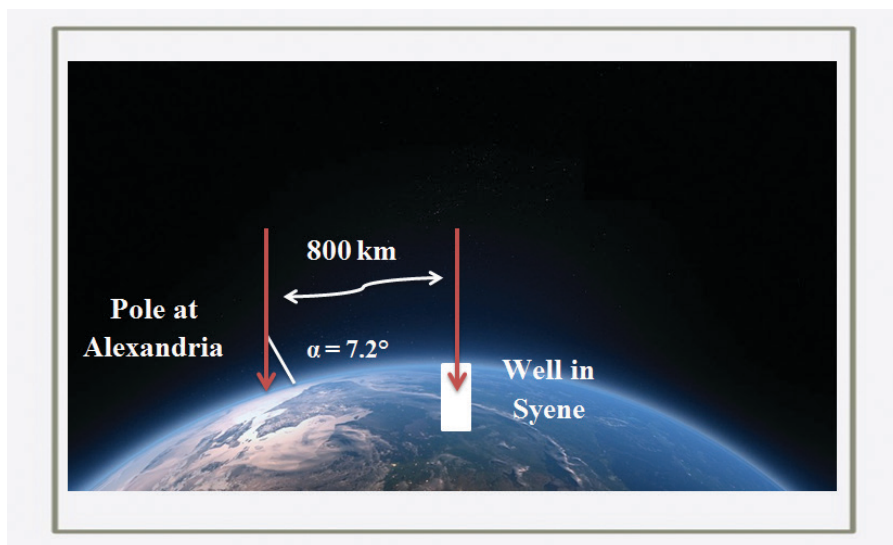 800 km
Pole at
Alexandria
α = 7.2°
Well in
Syene